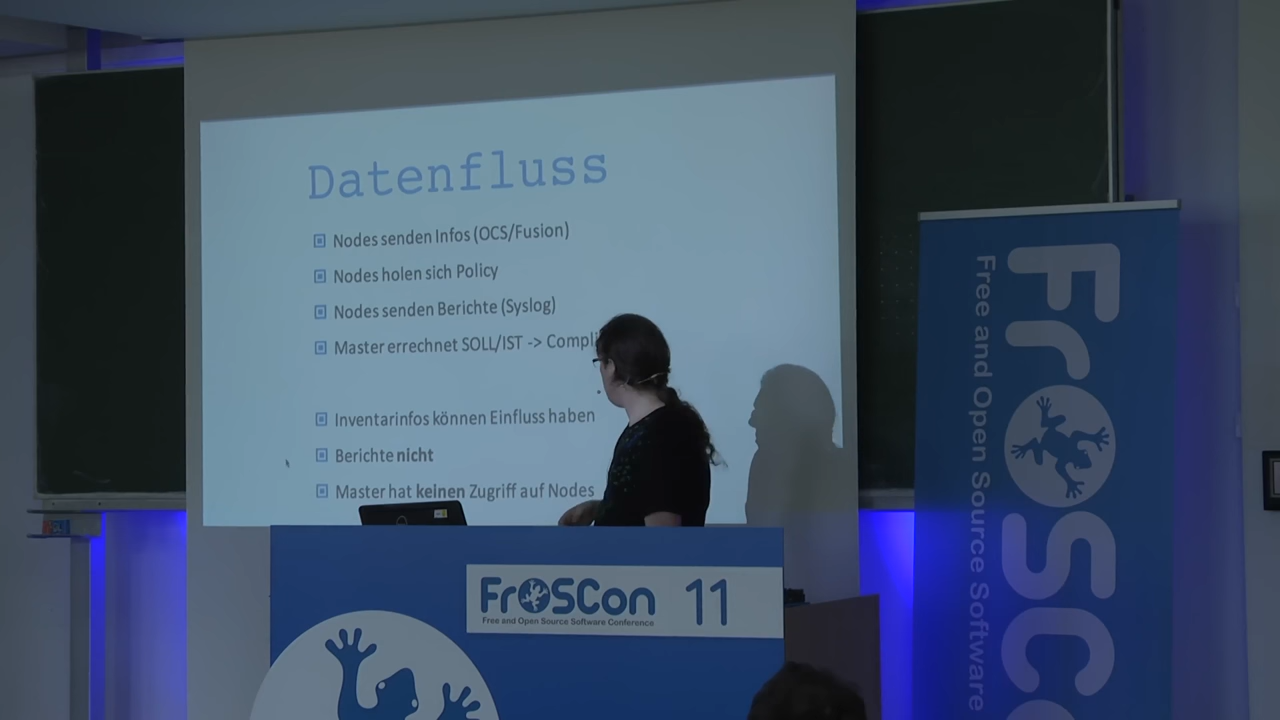 Datenfluss
Nodes senden Infos (OCS/Fusion)
Nodes holen sich Policy
Nodes senden Berichte (Syslog)
Master errechnet SOLL/IST -> Compli
Inventarinfos können Einfluss haben
Berichte nicht
Master hat keinen Zugriff auf Nodes
FrOSCon 11
Free and Open Source Software Conference
FrOSCo
Free and Open Source Software